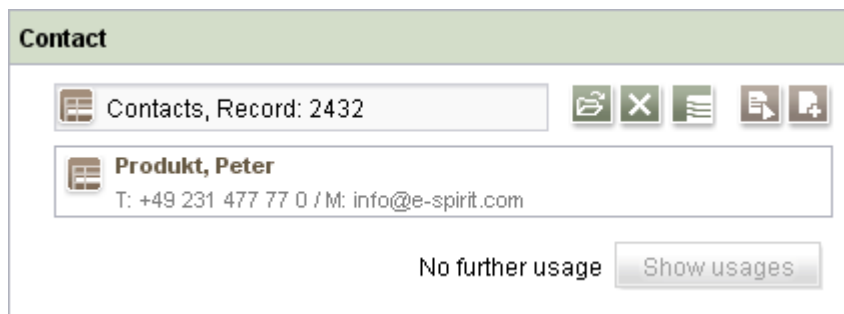 Contact
Contacts, Record: 2432
Produkt, Peter
T: +49 231 477 77 0 / M: info@e-spirit.com
No further usage Show usages